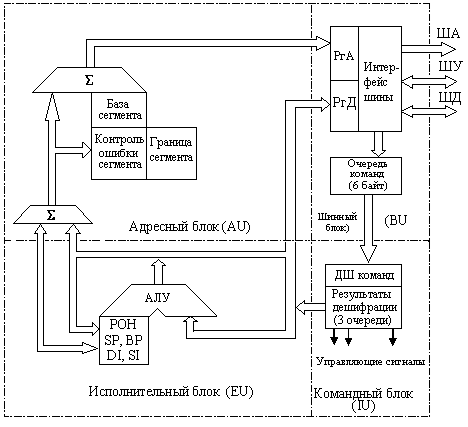 Σ
База
сегмента
Контроль
ошибки
сегмента
Граница
сегмента
Σ
Адресный блок (AU)
РгА
РгД
Интер-
фейс
шины
ША
ШУ
ШД
Очередь
команд
(6 байт)
Шинный
блок)
(BU
ДШ команд
Результаты
дешифрации
(3 очереди)
Управляющие сигналы
АЛУ
РОН
SP, BP
DI, SI
Исполнительный блок (EU)
Командный блок
(IU)